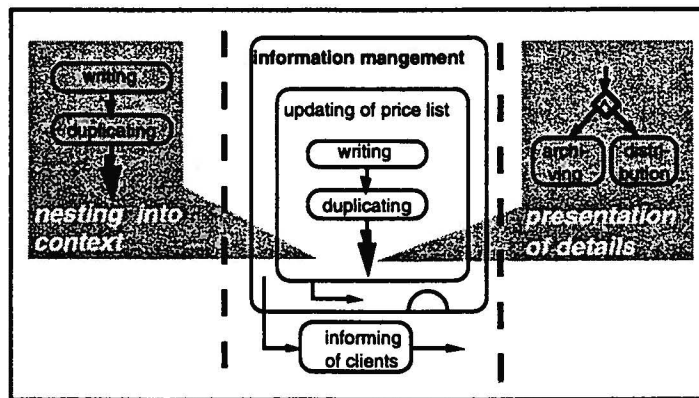 writing
duplicating
nesting into
context
information mangement
updating of price list
writing
duplicating
informing
of clients
archi-
ving
distri-
bution
presentation
of details